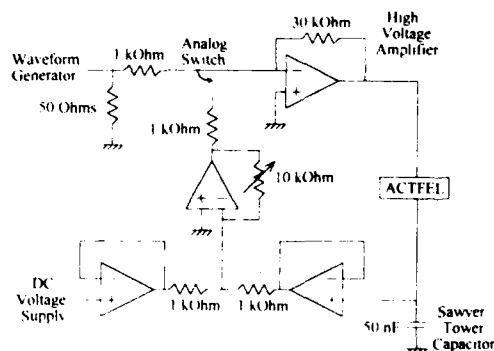 30 kOhm
High
Voltage
Amplifier
Analog
Switch
1 kOhm
Waveform
Generator
50 Ohms
1 kOhm
10 kOhm
ACTFEL
DC
Voltage
Supply
1 kOhm
1 kOhm
50 nF
Sawyer
Tower
Capacitor